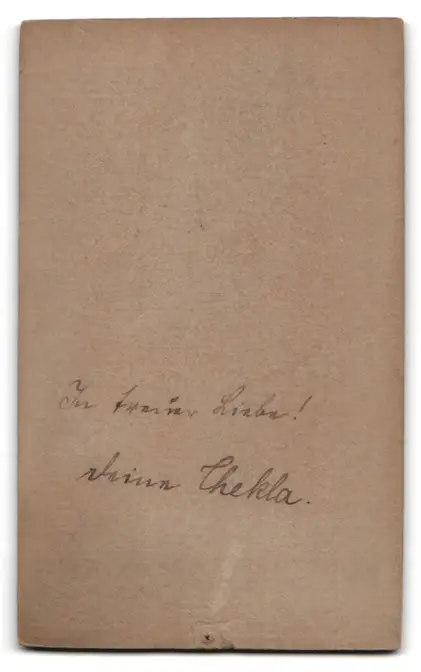 In treuer Liebe!
Deine Thekla.